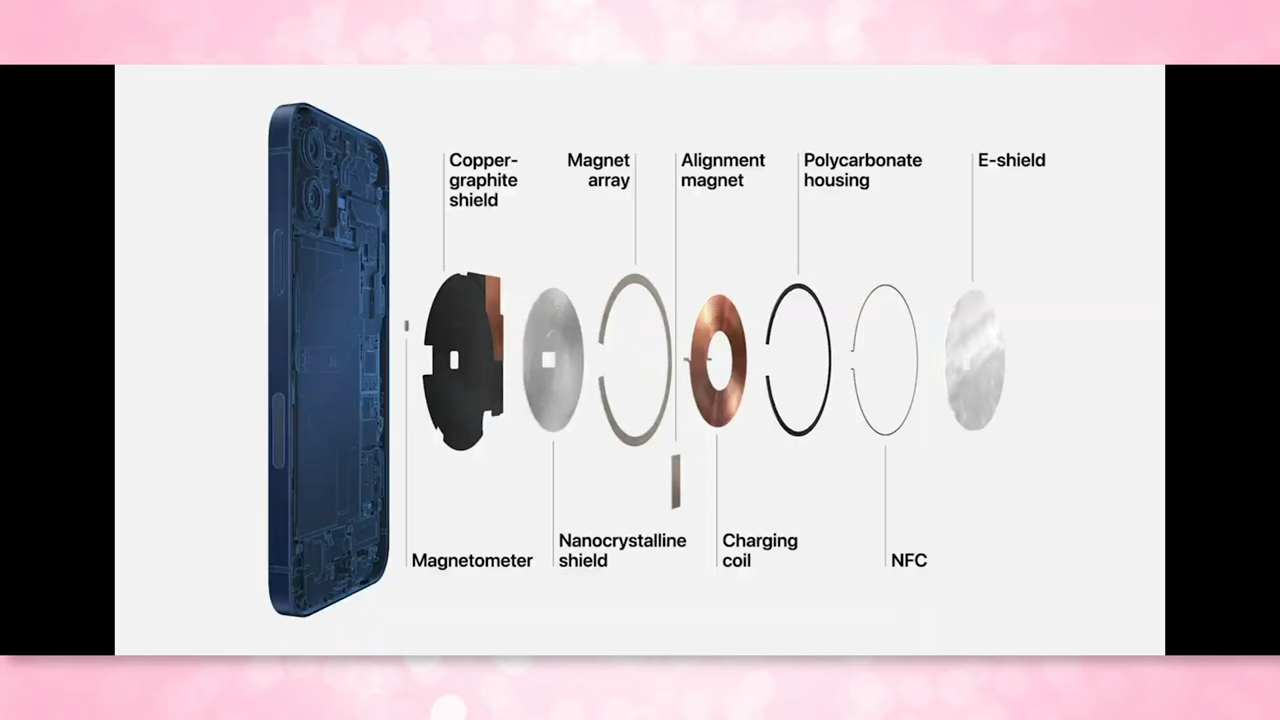 Copper-
graphite
shield
Magnet
array
Alignment
magnet
Polycarbonate
housing
E-shield
Magnetometer
Nanocrystalline
shield
Charging
coil
NFC